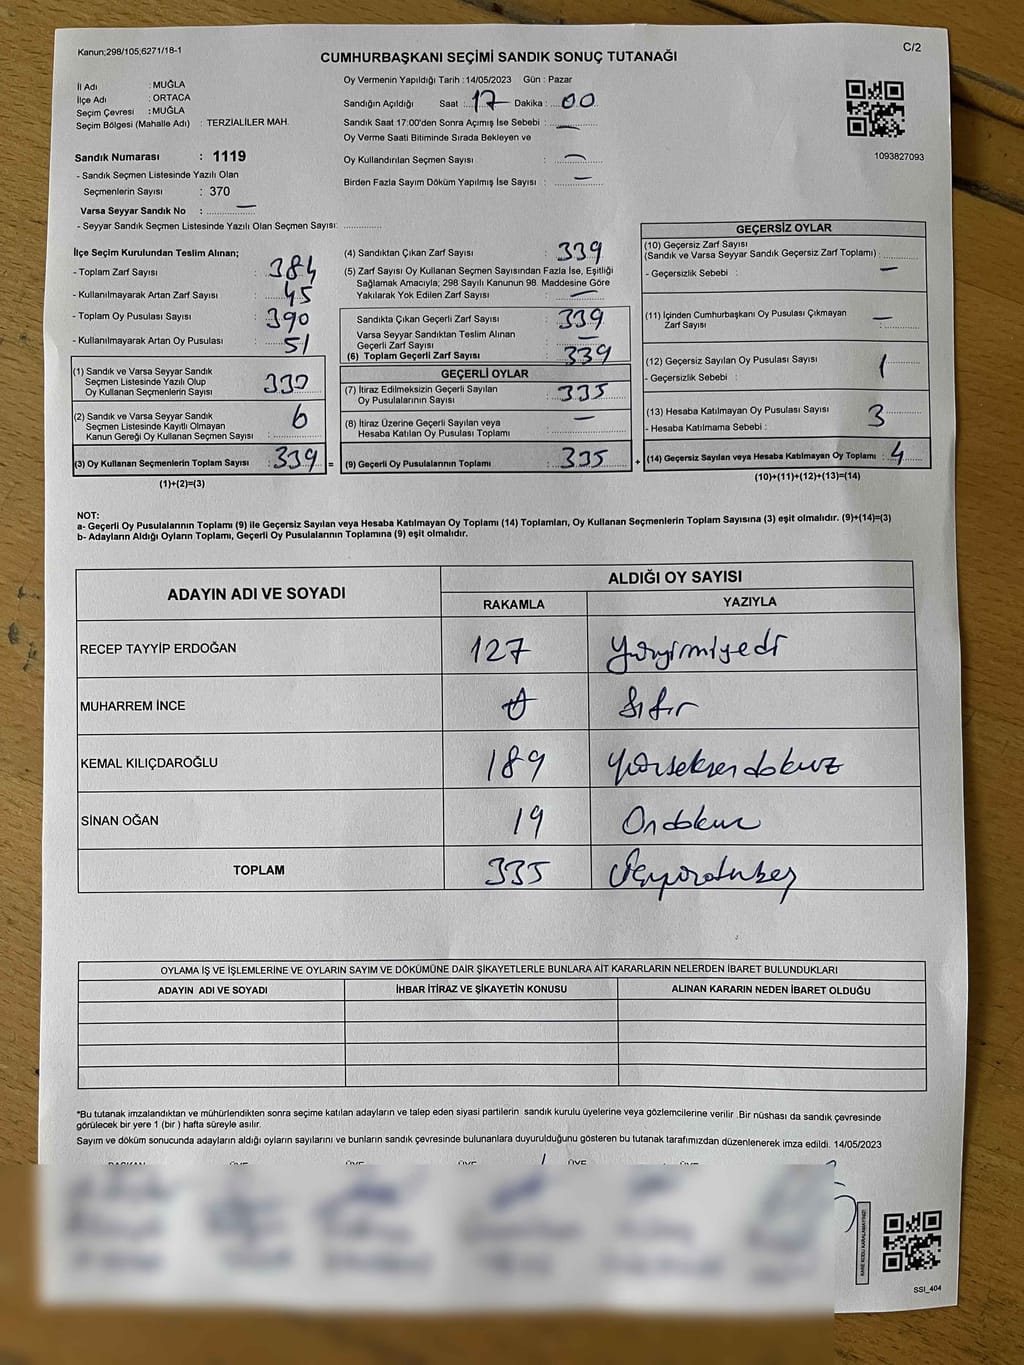 Kanun;298/105,6271/18-1
C/2
CUMHURBAŞKANI SEÇİMİ SANDIK SONUÇ TUTANAĞI
İl Adı : MUĞLA
İlçe Adı : ORTACA
Seçim Çevresi : MUĞLA
Seçim Bölgesi (Mahalle Adı) : TERZİALİLER MAH.
Sandık Numarası : 1119
- Sandık Seçmen Listesinde Yazılı Olan
Seçmenlerin Sayısı : 370
Varsa Seyyar Sandık No : —
- Seyyar Sandık Seçmen Listesinde Yazılı Olan Seçmen Sayısı: ............
Oy Vermenin Yapıldığı Tarih :14/05/2023 Gün : Pazar
Sandığın Açıldığı Saat :17 Dakika : 00
Sandık Saat 17:00'den Sonra Açımış İse Sebebi : —
Oy Verme Saati Bitiminde Sırada Bekleyen ve
Oy Kullandırılan Seçmen Sayısı : —
Birden Fazla Sayım Döküm Yapılmış İse Sayısı : —
1093827093
İlçe Seçim Kurulundan Teslim Alınan;
- Toplam Zarf Sayısı : 384
- Kullanılmayarak Artan Zarf Sayısı : 45
- Toplam Oy Pusulası Sayısı : 390
- Kullanılmayarak Artan Oy Pusulası : 51
(1) Sandık ve Varsa Seyyar Sandık
Seçmen Listesinde Yazılı Olup
Oy Kullanan Seçmenlerin Sayısı
(2) Sandık ve Varsa Seyyar Sandık
Seçmen Listesinde Kayıtlı Olmayan
Kanun Gereği Oy Kullanan Seçmen Sayısı : 6
(3) Oy Kullanan Seçmenlerin Toplam Sayısı : 339 =
(1)+(2)=(3)
(4) Sandıktan Çıkan Zarf Sayısı : 339
(5) Zarf Sayısı Oy Kullanan Seçmen Sayısından Fazla İse, Eşitliği
Sağlamak Amacıyla; 298 Sayılı Kanunun 98. Maddesine Göre
Yakılarak Yok Edilen Zarf Sayısı : —
Sandıkta Çıkan Geçerli Zarf Sayısı : 339
Varsa Seyyar Sandıktan Teslim Alınan
Geçerli Zarf Sayısı : —
(6) Toplam Geçerli Zarf Sayısı : 339
GEÇERLİ OYLAR
(7) İtiraz Edilmeksizin Geçerli Sayılan
Oy Pusulalarının Sayısı : 335
(8) İtiraz Üzerine Geçerli Sayılan veya
Hesaba Katılan Oy Pusulası Toplamı : —
(9) Geçerli Oy Pusulalarının Toplamı : 335 +
GEÇERSİZ OYLAR
(10) Geçersiz Zarf Sayısı
(Sandık ve Varsa Seyyar Sandık Geçersiz Zarf Toplamı) : —
- Geçersizlik Sebebi :
(11) İçinden Cumhurbaşkanı Oy Pusulası Çıkmayan
Zarf Sayısı : —
(12) Geçersiz Sayılan Oy Pusulası Sayısı : 1
- Geçersizlik Sebebi :
(13) Hesaba Katılmayan Oy Pusulası Sayısı : 3
- Hesaba Katılmama Sebebi :
(14) Geçersiz Sayılan veya Hesaba Katılmayan Oy Toplamı : 4
(10)+(11)+(12)+(13)=(14)
NOT:
a- Geçerli Oy Pusulalarının Toplamı (9) ile Geçersiz Sayılan veya Hesaba Katılmayan Oy Toplamı (14) Toplamları, Oy Kullanan Seçmenlerin Toplam Sayısına (3) eşit olmalıdır. (9)+(14)=(3)
b- Adayların Aldığı Oyların Toplamı, Geçerli Oy Pusulalarının Toplamına (9) eşit olmalıdır.
ADAYIN ADI VE SOYADI
ALDIĞI OY SAYISI
RAKAMLA YAZIYLA
RECEP TAYYİP ERDOĞAN 127 Yüzyirmiyedi
MUHARREM İNCE 0 Sıfır
KEMAL KILIÇDAROĞLU 189 Yüzseksendokuz
SİNAN OĞAN 19 Ondokuz
TOPLAM 335 Üçyüzotuzbeş
OYLAMA İŞ VE İŞLEMLERİNE VE OYLARIN SAYIM VE DÖKÜMÜNE DAİR ŞİKAYETLERLE BUNLARA AİT KARARLARIN NELERDEN İBARET BULUNDUKLARI
ADAYIN ADI VE SOYADI İHBAR İTİRAZ VE ŞİKAYETİN KONUSU ALINAN KARARIN NEDEN İBARET OLDUĞU
*Bu tutanak imzalandıktan ve mühürlendikten sonra seçime katılan adayların ve talep eden siyasi partilerin sandık kurulu üyelerine veya gözlemcilerine verilir .Bir nüshası da sandık çevresinde
görülecek bir yere 1 (bir ) hafta süreyle asılır.
Sayım ve döküm sonucunda adayların aldığı oyların sayılarını ve bunların sandık çevresinde bulunanlara duyurulduğunu gösteren bu tutanak tarafımızdan düzenlenerek imza edildi. 14/05/2023
BAŞKAN ÜYE ÜYE ÜYE ÜYE ÜYE
KARE KODU KARALAMAYINIZ!
SSI_404